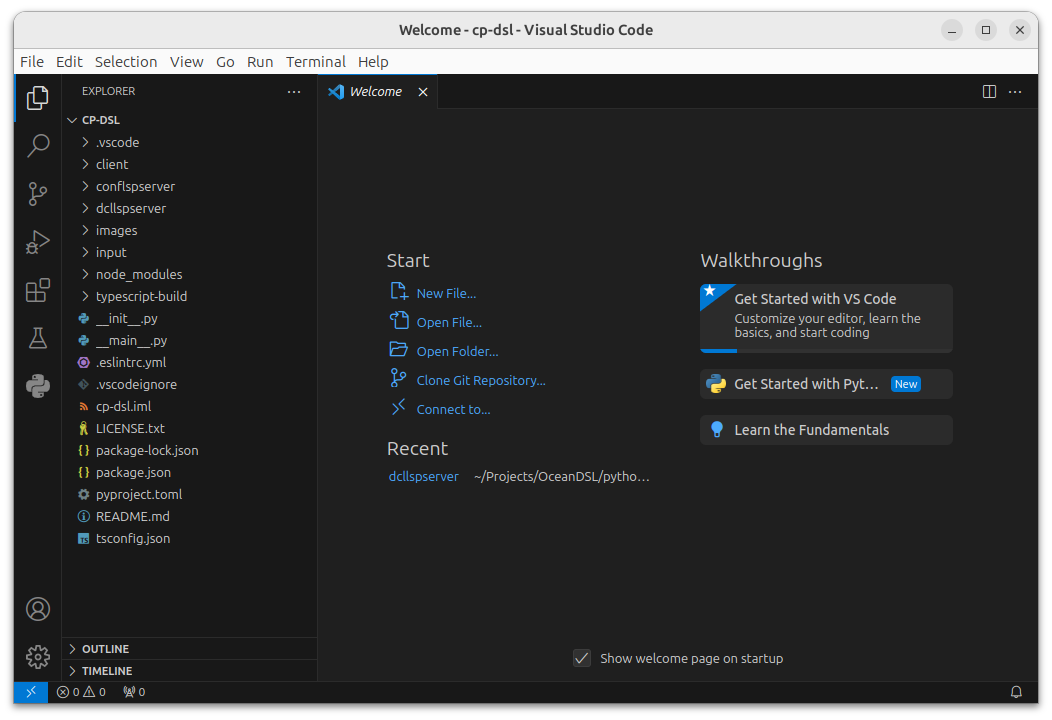 Welcome - cp-dsl - Visual Studio Code
File Edit Selection View Go Run Terminal Help
EXPLORER
CP-DSL
.vscode
client
conflspserver
dcllspserver
images
input
node_modules
typescript-build
__init__.py
__main__.py
.eslintrc.yml
.vscodeignore
cp-dsl.iml
LICENSE.txt
package-lock.json
package.json
pyproject.toml
README.md
tsconfig.json
OUTLINE
TIMELINE
Welcome
Start
New File...
Open File...
Open Folder...
Clone Git Repository...
Connect to...
Recent
dcllspserver ~/Projects/OceanDSL/pytho...
Walkthroughs
Get Started with VS Code
Customize your editor, learn the
basics, and start coding
Get Started with Pyt... New
Learn the Fundamentals
Show welcome page on startup
0 0 0